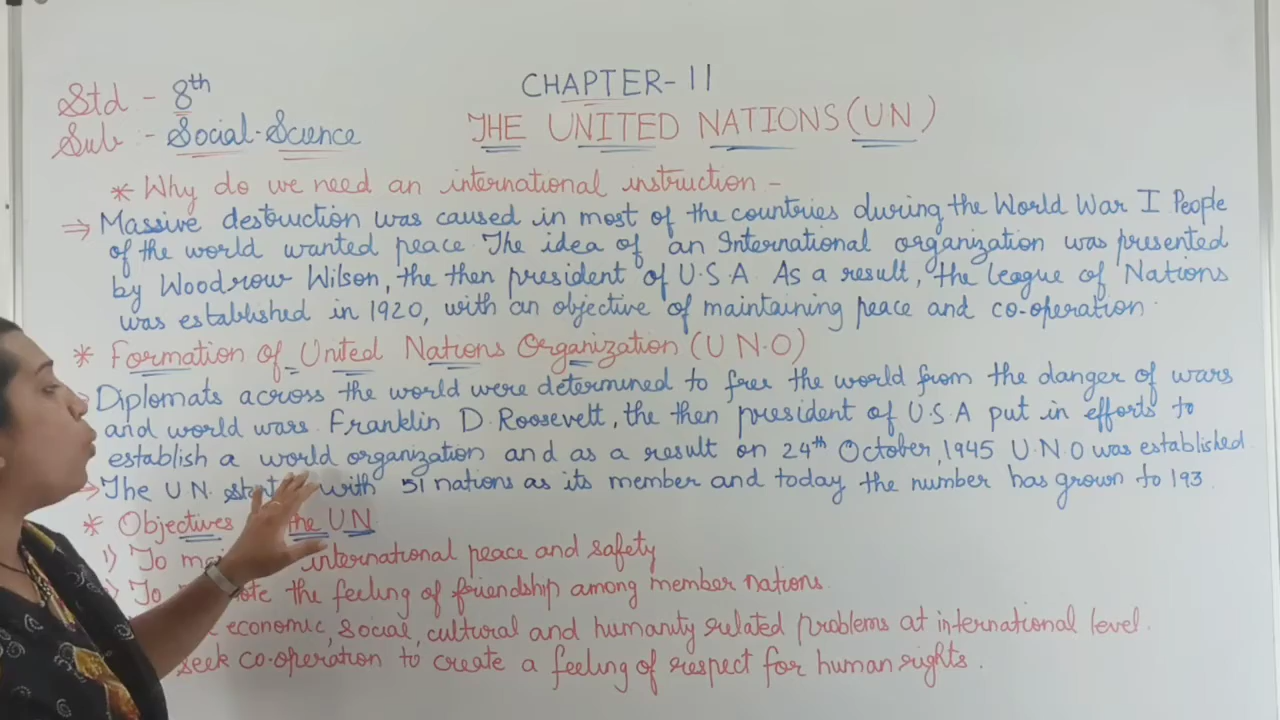 Std - 8th
Sub - Social Science
CHAPTER-11
THE UNITED NATIONS (UN)
* Why do we need an international instruction -
⇒ Massive destruction was caused in most of the countries during the World War I People
of the world wanted peace The idea of an International organization was presented
by Woodrow Wilson, the then president of U.S.A. As a result, the League of Nations
was established in 1920, with an objective of maintaining peace and co-operation.
* Formation of United Nations Organization (U N.O)
Diplomats across the world were determined to free the world from the danger of wars
and world wars. Franklin D. Roosevelt, the then president of U.S.A put in efforts to
establish a world organization and as a result on 24th October, 1945 U.N.O was established
⇒ The U.N. with 51 nations as its member and today the number has grown to 193.
* Objectives the UN
1) To international peace and safety
To the feeling of friendship among member nations.
economic, social, cultural and humanity related problems at international level.
seek co-operation to create a feeling of respect for human rights.